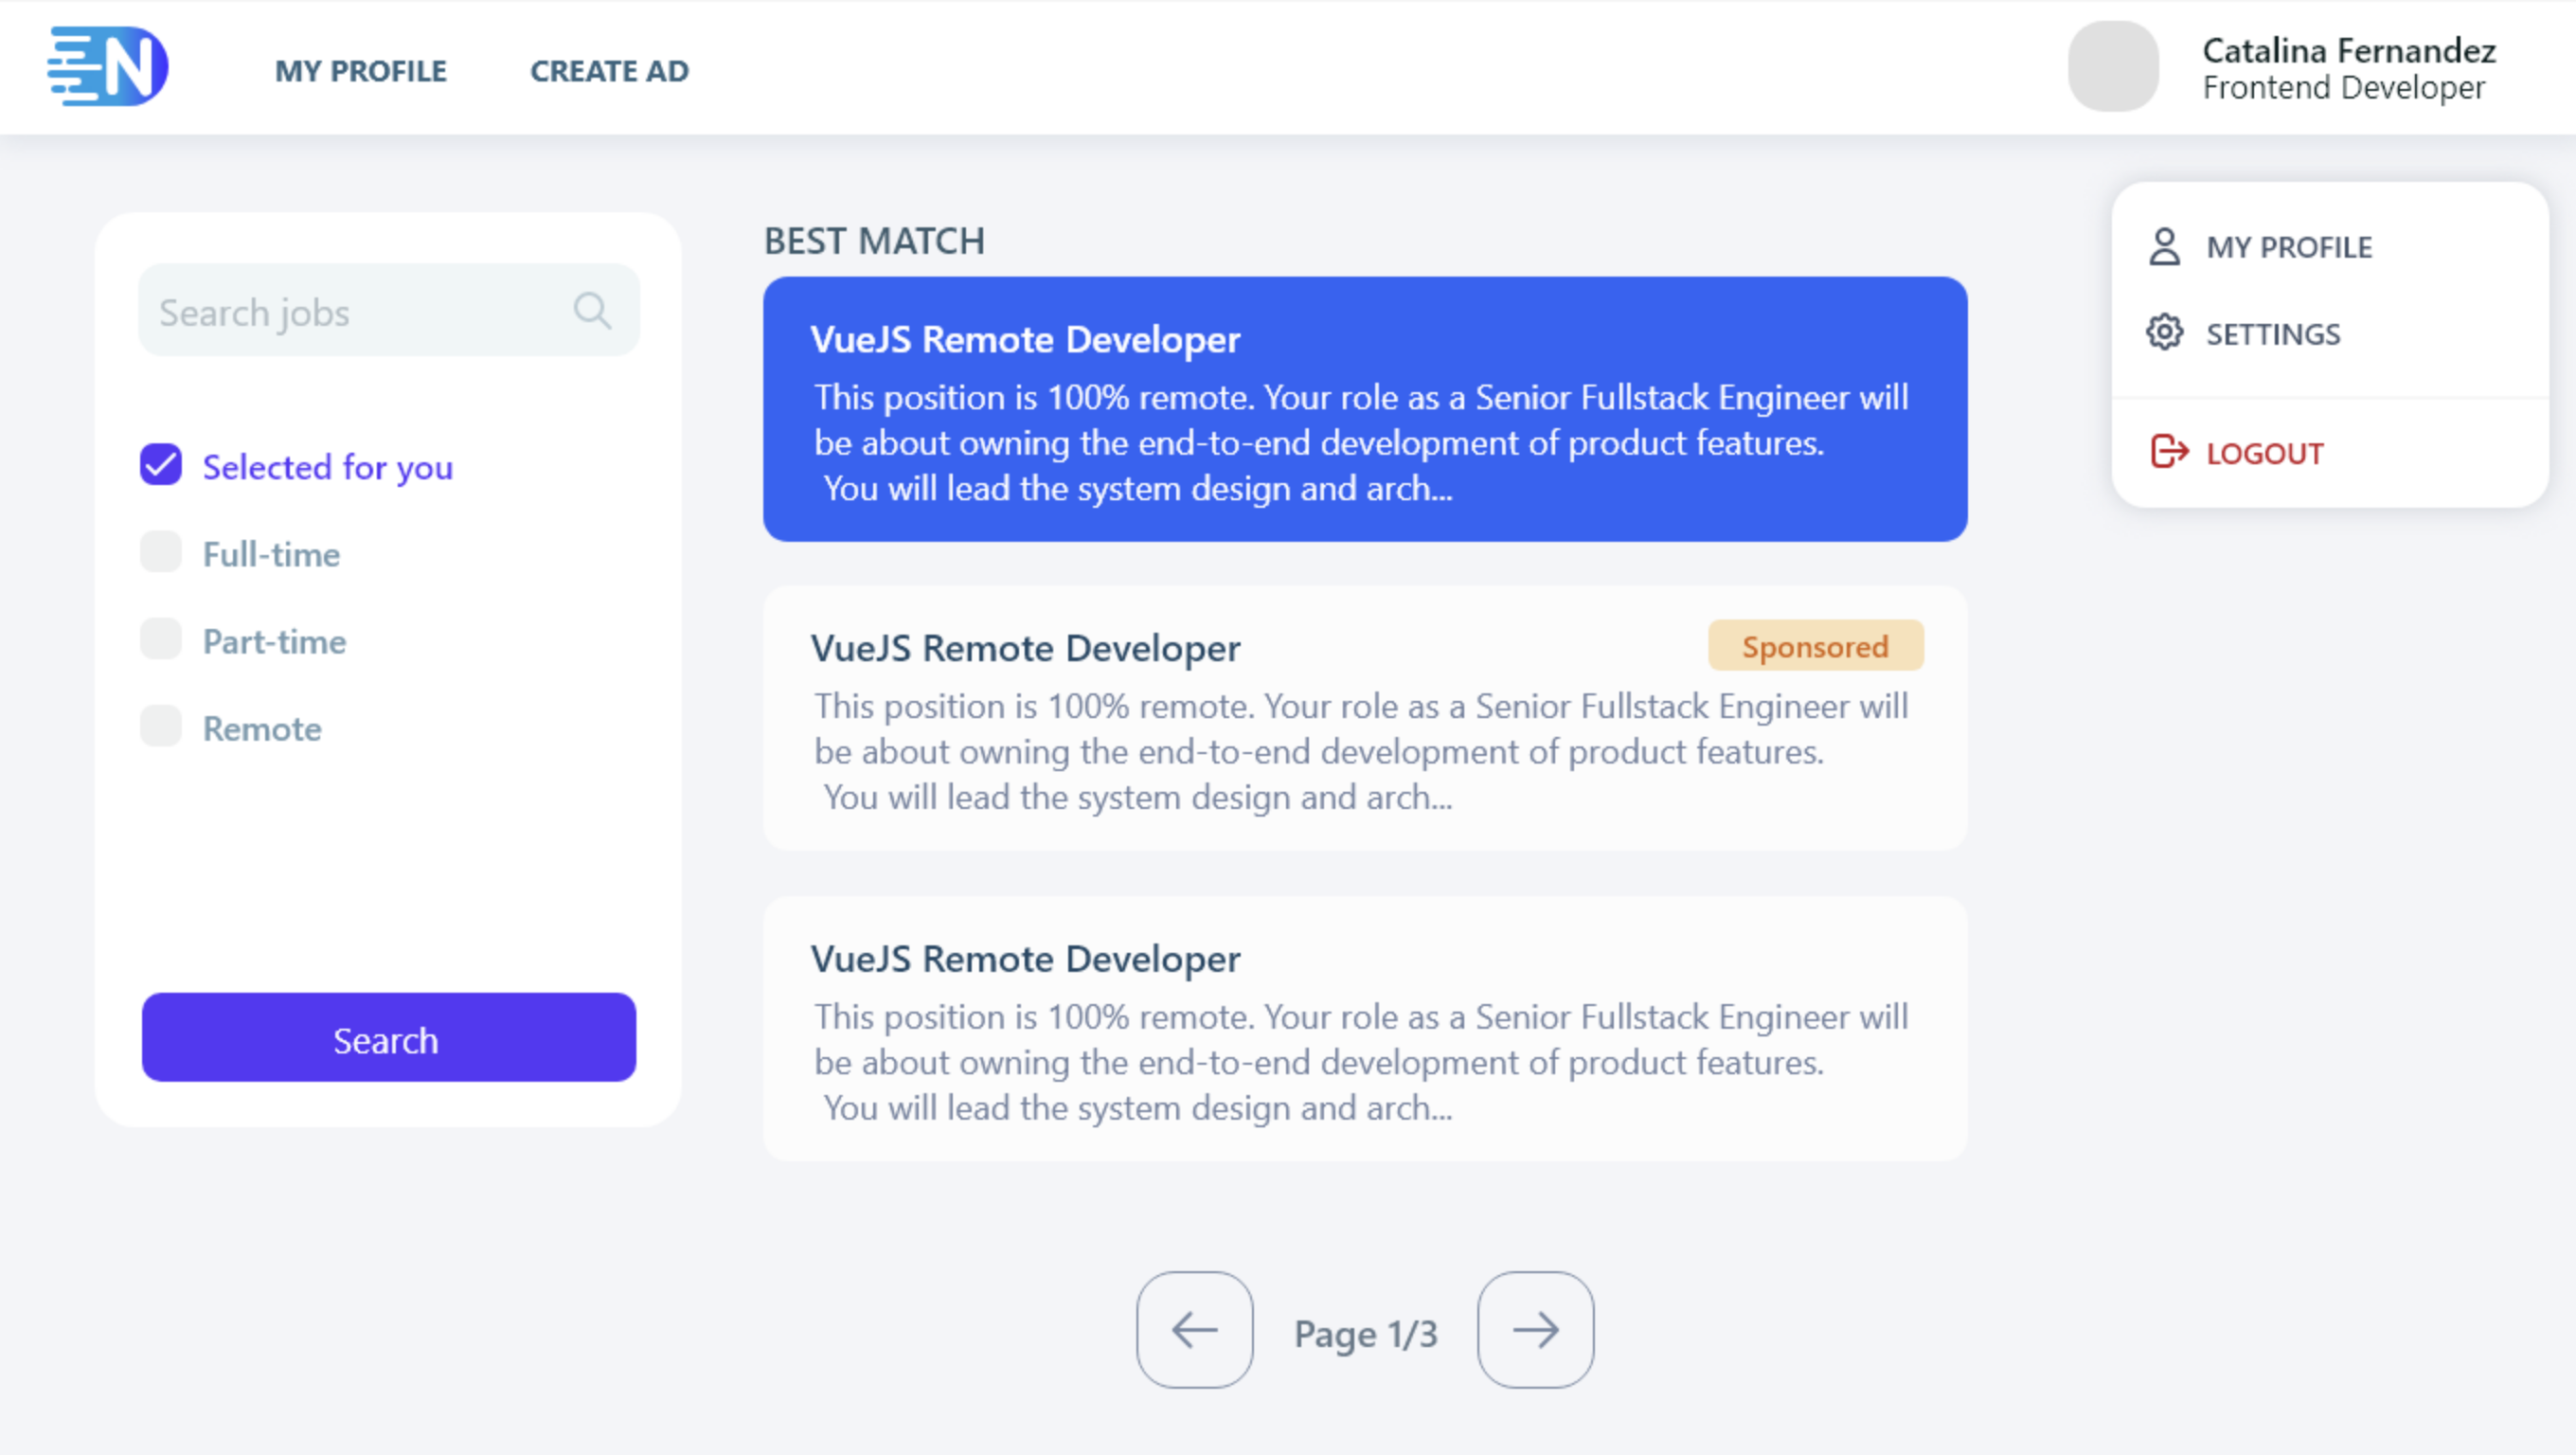 N
MY PROFILE
CREATE AD
Catalina Fernandez
Frontend Developer
Search jobs
Selected for you
Full-time
Part-time
Remote
Search
BEST MATCH
VueJS Remote Developer
This position is 100% remote. Your role as a Senior Fullstack Engineer will
be about owning the end-to-end development of product features.
You will lead the system design and arch...
VueJS Remote Developer
Sponsored
This position is 100% remote. Your role as a Senior Fullstack Engineer will
be about owning the end-to-end development of product features.
You will lead the system design and arch...
VueJS Remote Developer
This position is 100% remote. Your role as a Senior Fullstack Engineer will
be about owning the end-to-end development of product features.
You will lead the system design and arch...
Page 1/3
MY PROFILE
SETTINGS
LOGOUT